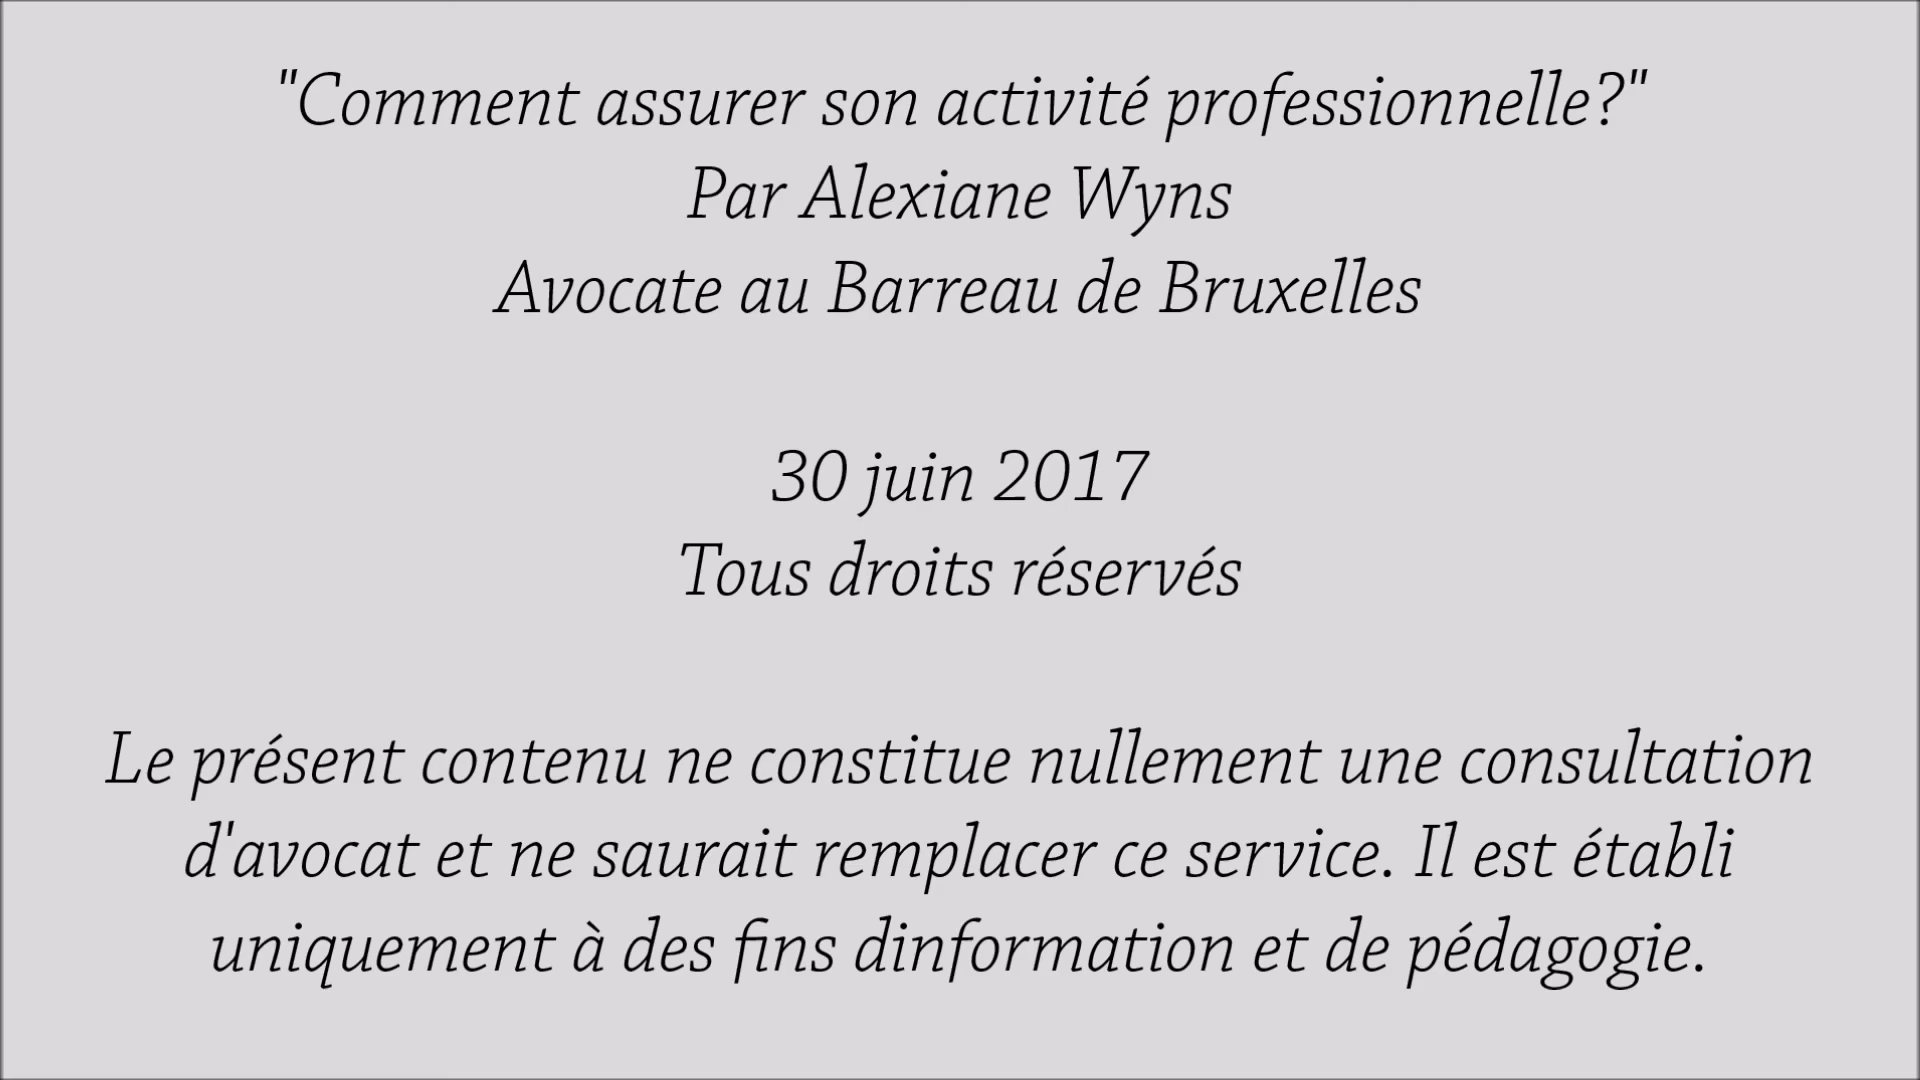 "Comment assurer son activité professionnelle?"
Par Alexiane Wyns
Avocate au Barreau de Bruxelles
30 juin 2017
Tous droits réservés
Le présent contenu ne constitue nullement une consultation
d'avocat et ne saurait remplacer ce service. Il est établi
uniquement à des fins dinformation et de pédagogie.